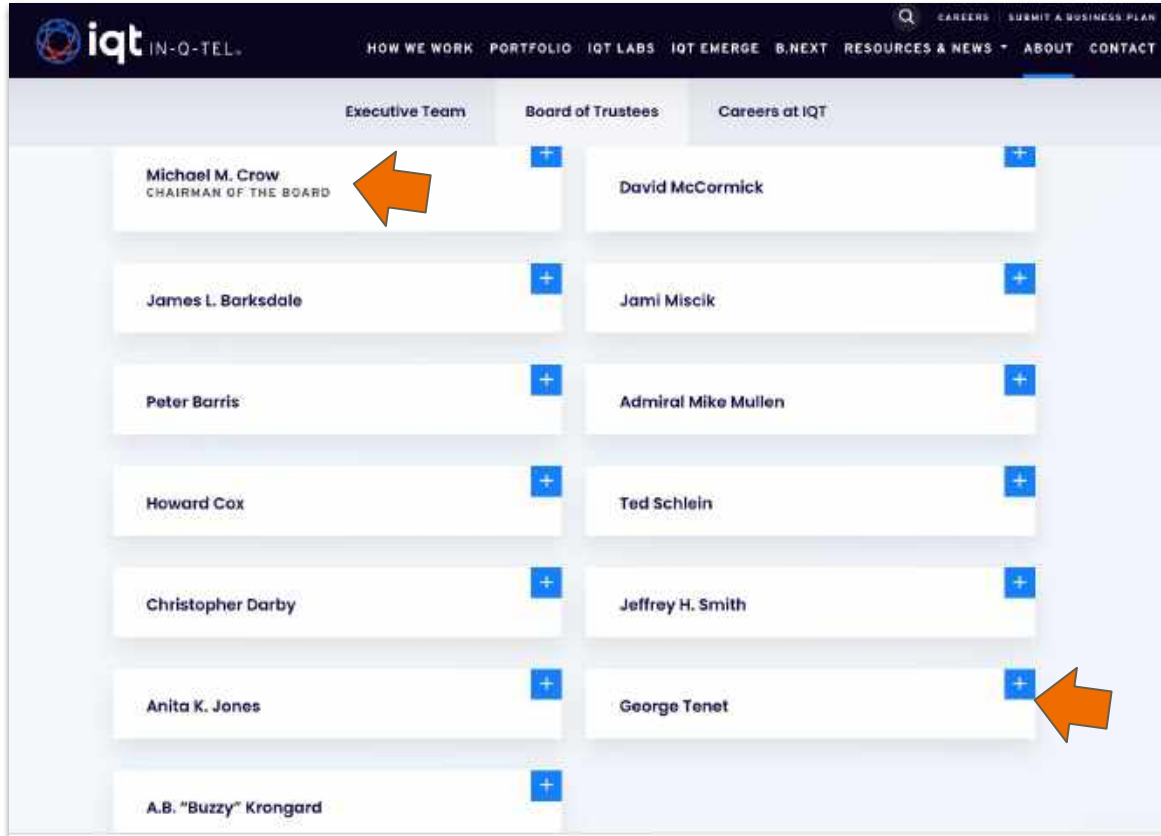 CAREERS SUBMIT A BUSINESS PLAN
iqt IN-Q-TEL.
HOW WE WORK PORTFOLIO IQT LABS IQT EMERGE B.NEXT RESOURCES & NEWS ABOUT CONTACT
Executive Team Board of Trustees Careers at IQT
Michael M. Crow
CHAIRMAN OF THE BOARD
David McCormick
James L. Barksdale
Jami Miscik
Peter Barris
Admiral Mike Mullen
Howard Cox
Ted Schlein
Christopher Darby
Jeffrey H. Smith
Anita K. Jones
George Tenet
A.B. "Buzzy" Krongard